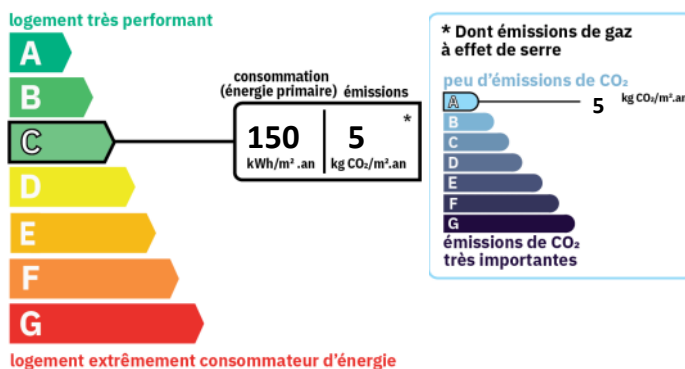 logement très performant
A
B
C
D
E
F
G
logement extrêmement consommateur d'énergie
consommation
(énergie primaire) émissions
*
150 5
kWh/m² .an kg CO₂/m².an
* Dont émissions de gaz
à effet de serre
peu d'émissions de CO₂
A 5 kg CO₂/m².an
B
C
D
E
F
G
émissions de CO₂
très importantes